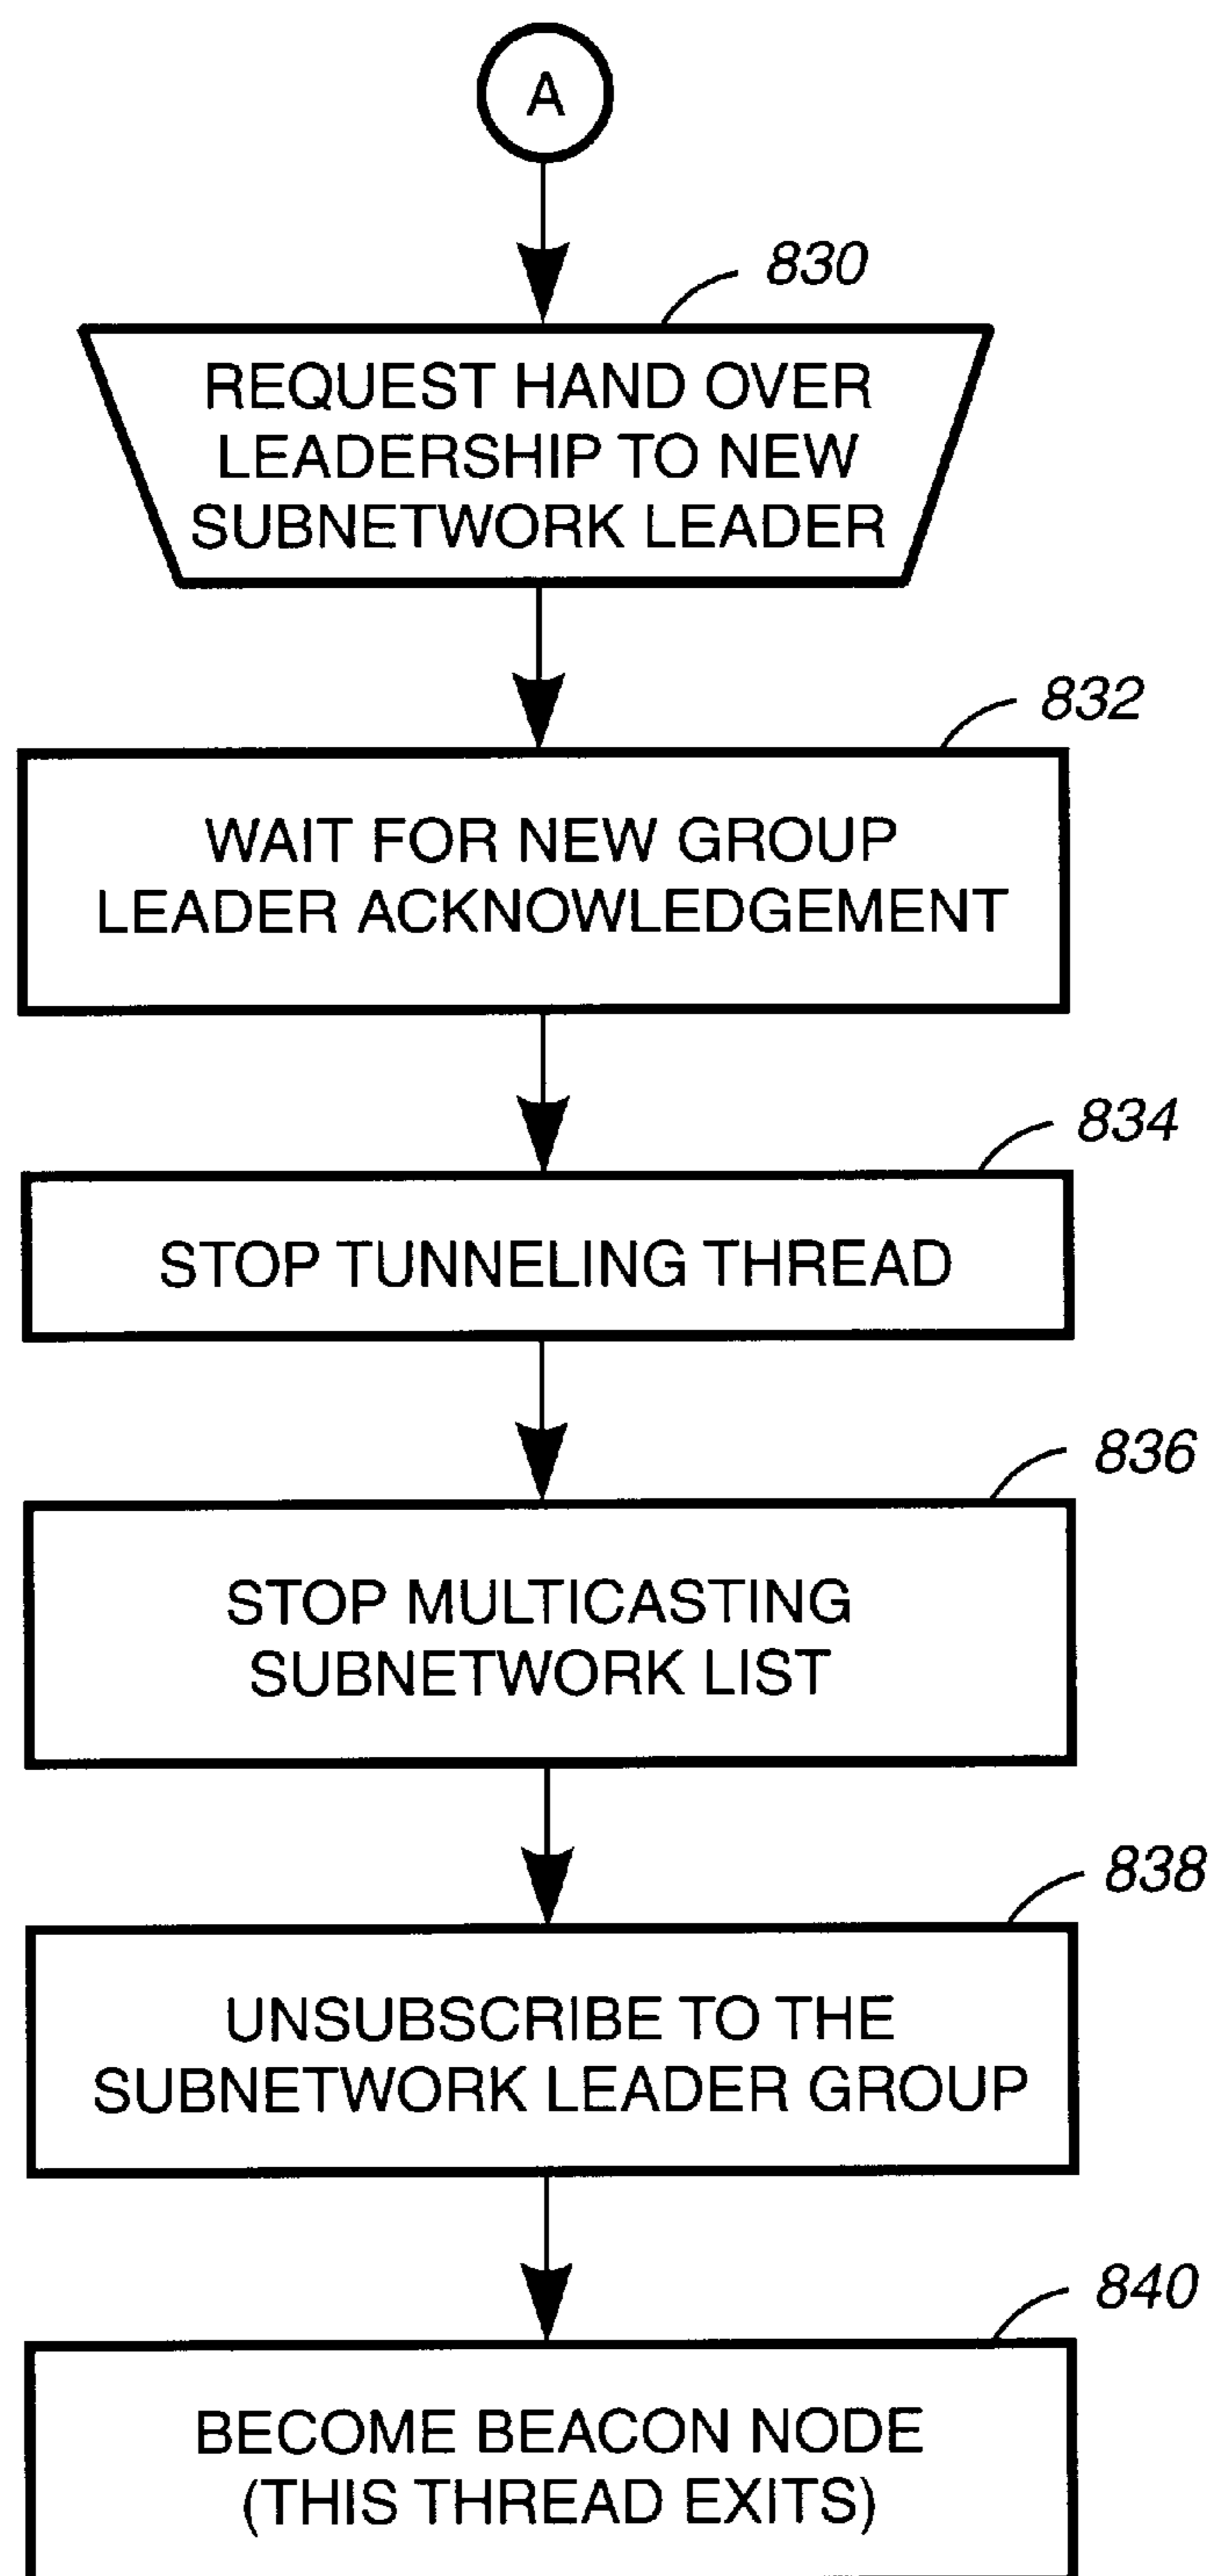 A
830
REQUEST HAND OVER
LEADERSHIP TO NEW
SUBNETWORK LEADER
832
WAIT FOR NEW GROUP
LEADER ACKNOWLEDGEMENT
834
STOP TUNNELING THREAD
836
STOP MULTICASTING
SUBNETWORK LIST
838
UNSUBSCRIBE TO THE
SUBNETWORK LEADER GROUP
840
BECOME BEACON NODE
(THIS THREAD EXITS)